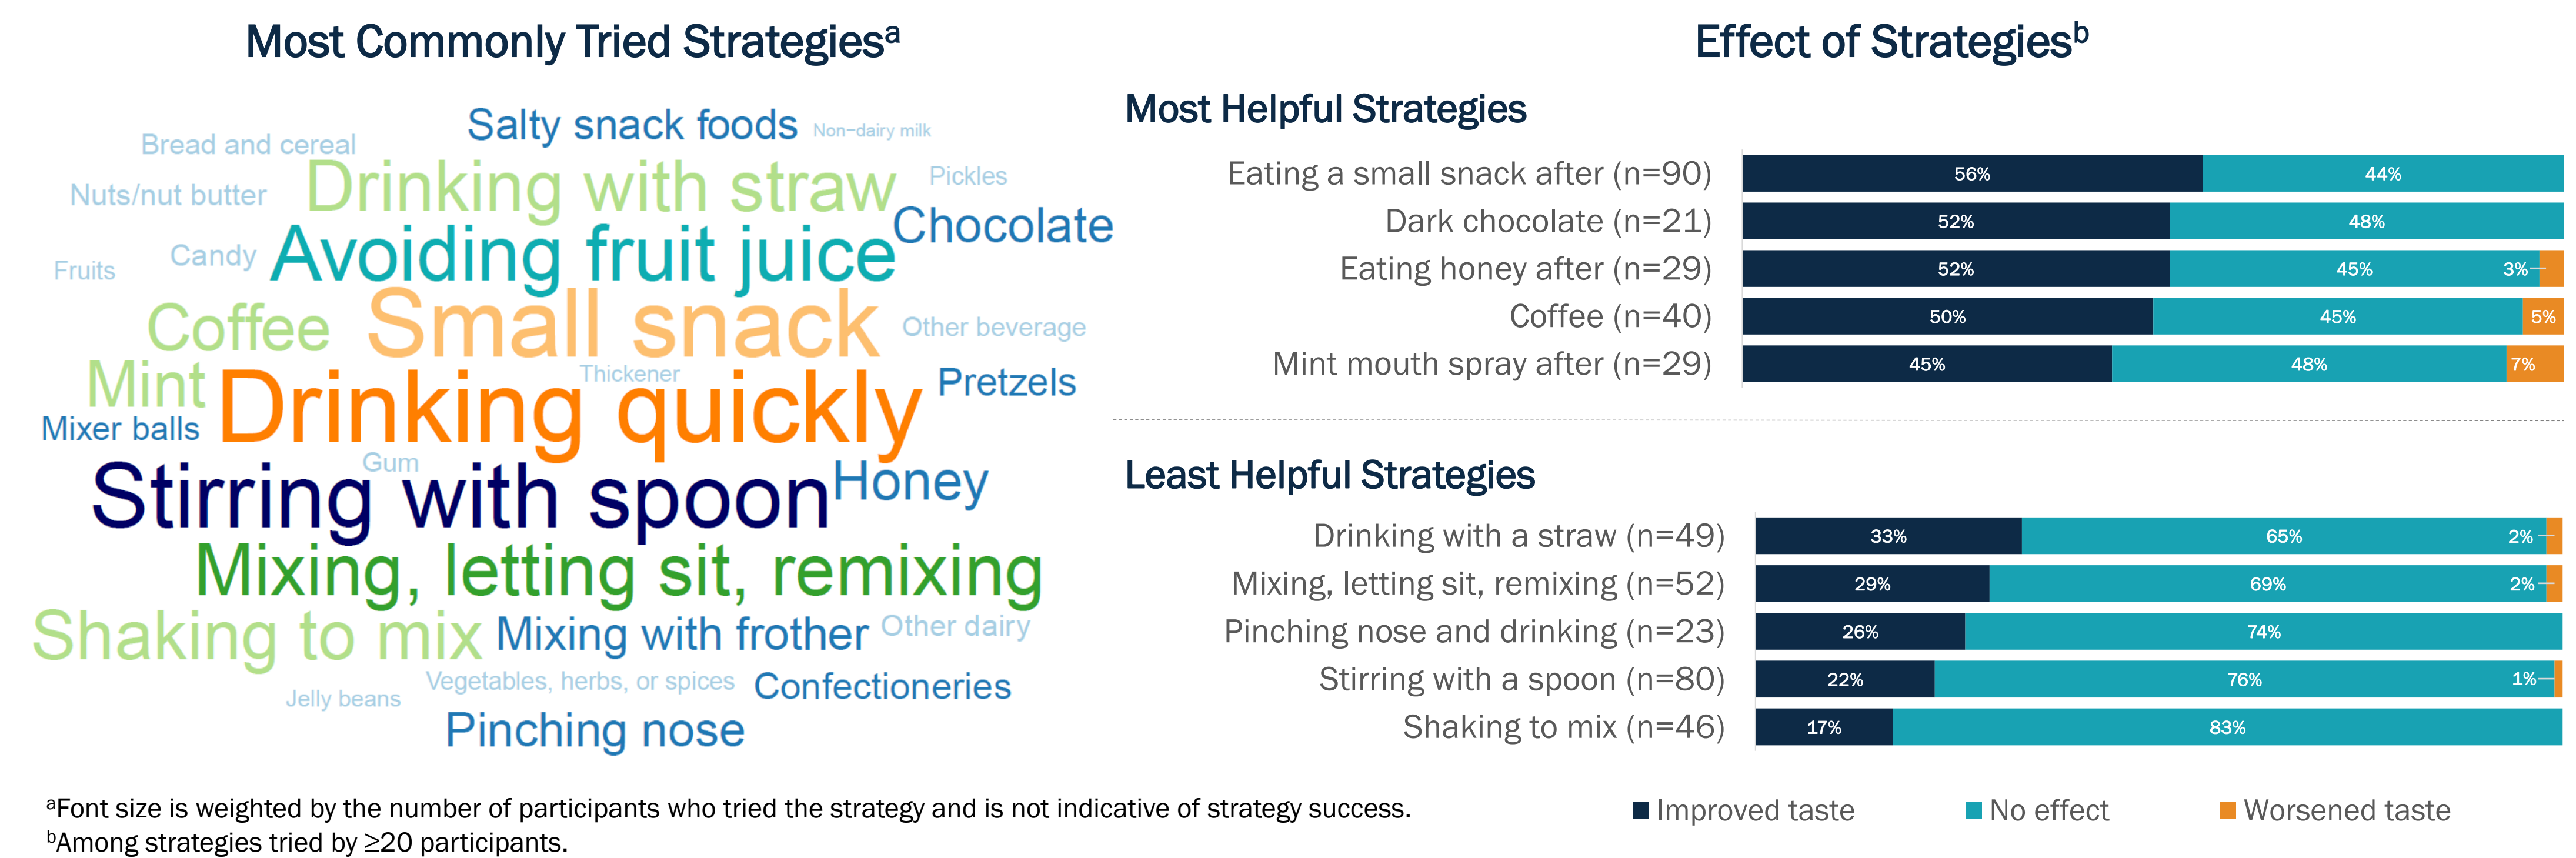 Most Commonly Tried Strategiesᵃ
Salty snack foods
Non-dairy milk
Bread and cereal
Drinking with straw
Pickles
Nuts/nut butter
Chocolate
Avoiding fruit juice
Candy
Fruits
Coffee
Small snack
Other beverage
Thickener
Mint
Pretzels
Drinking quickly
Mixer balls
Gum
Stirring with spoon
Honey
Mixing, letting sit, remixing
Shaking to mix
Mixing with frother
Other dairy
Vegetables, herbs, or spices
Confectioneries
Jelly beans
Pinching nose
ᵃFont size is weighted by the number of participants who tried the strategy and is not indicative of strategy success.
ᵇAmong strategies tried by ≥20 participants.
Effect of Strategiesᵇ
Most Helpful Strategies
Eating a small snack after (n=90) 56% 44%
Dark chocolate (n=21) 52% 48%
Eating honey after (n=29) 52% 45% 3%
Coffee (n=40) 50% 45% 5%
Mint mouth spray after (n=29) 45% 48% 7%
Least Helpful Strategies
Drinking with a straw (n=49) 33% 65% 2%
Mixing, letting sit, remixing (n=52) 29% 69% 2%
Pinching nose and drinking (n=23) 26% 74%
Stirring with a spoon (n=80) 22% 76% 1%
Shaking to mix (n=46) 17% 83%
Improved taste No effect Worsened taste